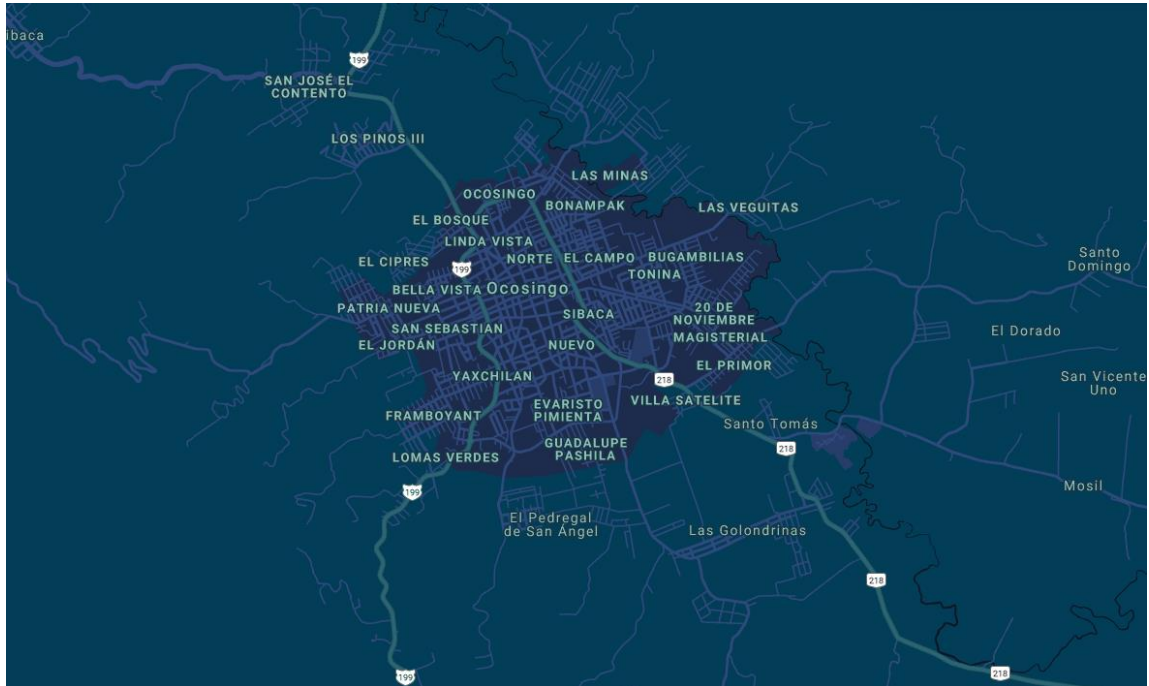 ibaca
199
SAN JOSÉ EL
CONTENTO
LOS PINOS III
LAS MINAS
OCOSINGO
BONAMPAK
LAS VEGUITAS
EL BOSQUE
LINDA VISTA
EL CIPRES
199
NORTE
EL CAMPO
BUGAMBILIAS
TONINA
Santo
Domingo
BELLA VISTA
Ocosingo
PATRIA NUEVA
SIBACA
20 DE
NOVIEMBRE
SAN SEBASTIAN
EL JORDÁN
NUEVO
MAGISTERIAL
El Dorado
YAXCHILAN
218
EL PRIMOR
San Vicente
Uno
FRAMBOYANT
EVARISTO
PIMIENTA
VILLA SATELITE
Santo Tomás
LOMAS VERDES
GUADALUPE
PASHILA
218
199
Mosíl
El Pedregal
de San Ángel
Las Golondrinas
218
199
218